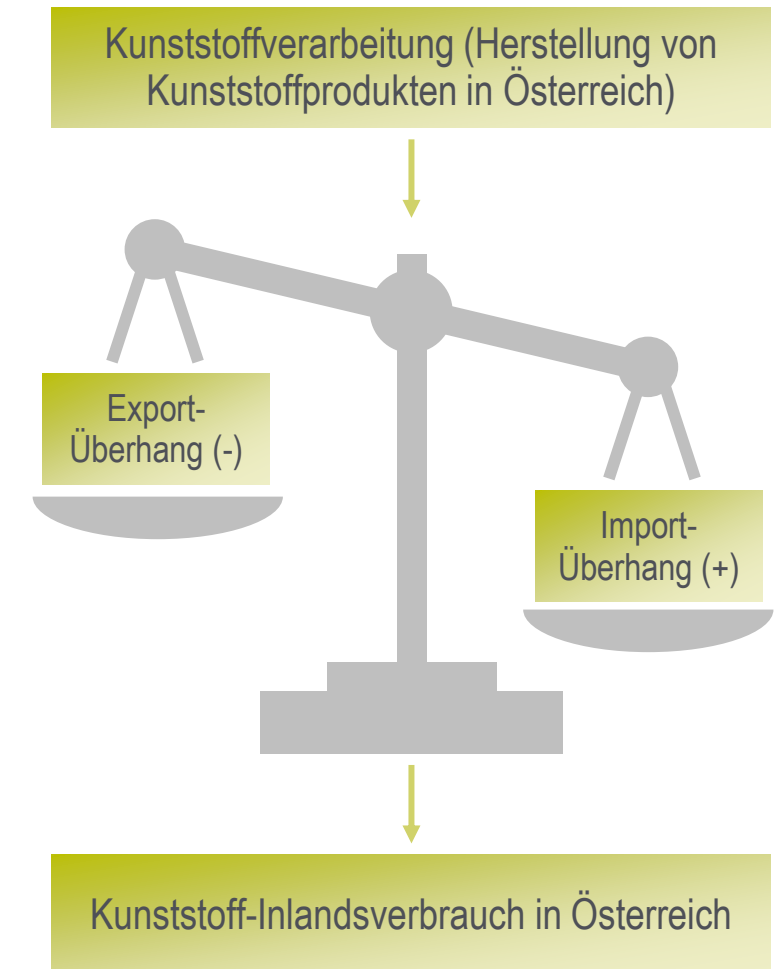 Kunststoffverarbeitung (Herstellung von
Kunststoffprodukten in Österreich)
Export-
Überhang (-)
Import-
Überhang (+)
Kunststoff-Inlandsverbrauch in Österreich